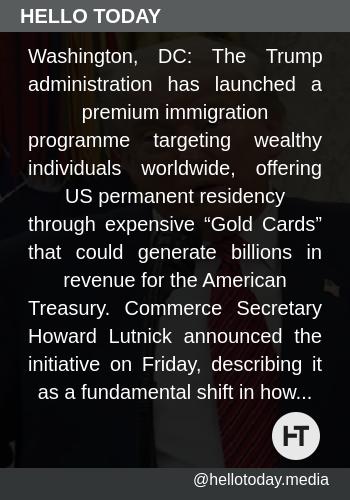 HELLO TODAY
Washington, DC: The Trump
administration has launched a
premium immigration
programme targeting wealthy
individuals worldwide, offering
US permanent residency
through expensive “Gold Cards”
that could generate billions in
revenue for the American
Treasury. Commerce Secretary
Howard Lutnick announced the
initiative on Friday, describing it
as a fundamental shift in how...
HT
@hellotoday.media